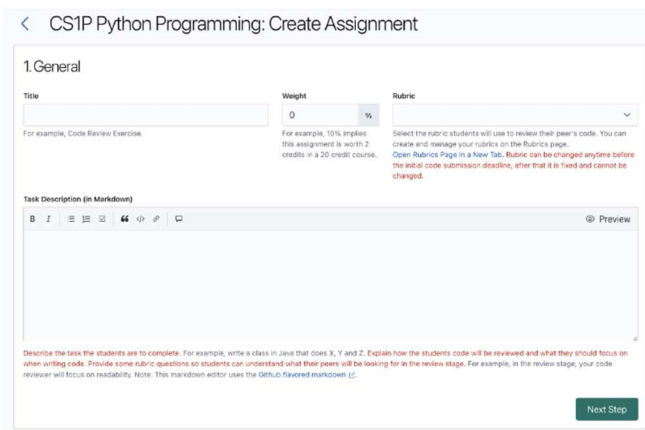 CS1P Python Programming: Create Assignment
1. General
Title
Weight
Rubric
0
%
For example, Code Review Exercise.
For example, 10% implies
this assignment is worth 2
credits in a 20 credit course.
Select the rubric students will use to review their peer's code. You can
create and manage your rubrics on the Rubrics page.
Open Rubrics Page in a New Tab. Rubric can be changed anytime before
the initial code submission deadline, after that it is fixed and cannot be
changed.
Task Description (in Markdown)
B I
Preview
Describe the task the students are to complete. For example, write a class in Java that does X, Y and Z. Explain how the students code will be reviewed and what they should focus on
when writing code. Provide some rubric questions so students can understand what their peers will be looking for in the review stage. For example, in the review stage, your code
reviewer will focus on readability. Note: This markdown editor uses the Github flavored markdown.
Next Step